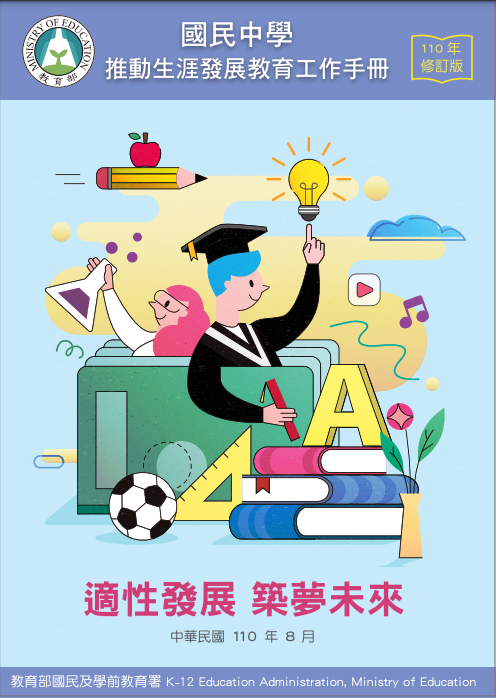 MINISTRY OF EDUCATION
教育部
國民中學
推動生涯發展教育工作手冊
110 年
修訂版
A
適性發展 築夢未來
中華民國 110 年 8 月
教育部國民及學前教育署 K-12 Education Administration, Ministry of Education